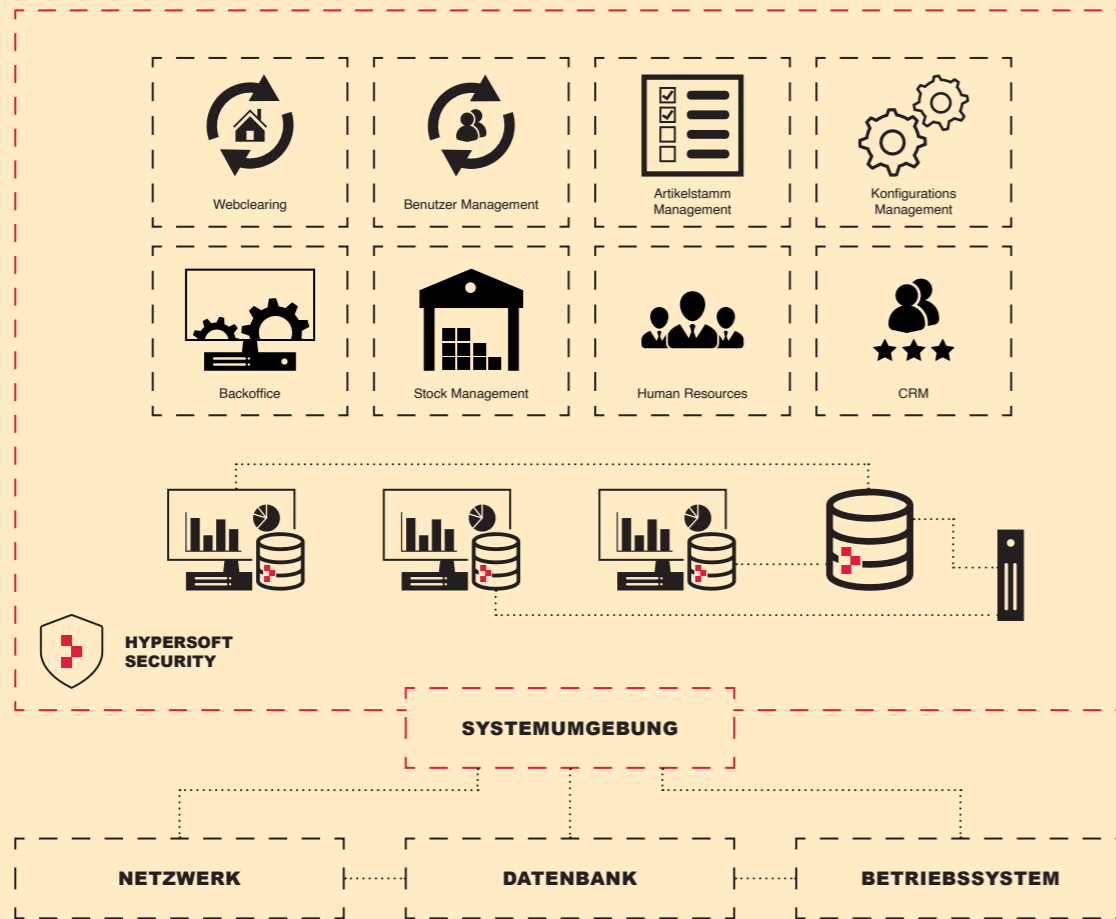 Webclearing
Benutzer Management
Artikelstamm
Management
Konfigurations
Management
Backoffice
Stock Management
Human Resources
CRM
HYPERSOFT
SECURITY
SYSTEMUMGEBUNG
NETZWERK
DATENBANK
BETRIEBSSYSTEM